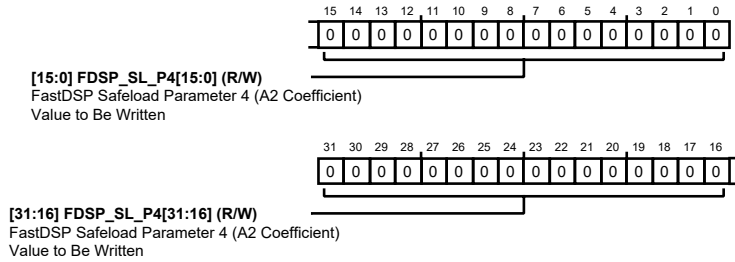 15 14 13 12 11 10 9 8 7 6 5 4 3 2 1 0
0 0 0 0 0 0 0 0 0 0 0 0 0 0 0 0
[15:0] FDSP_SL_P4[15:0] (R/W)
FastDSP Safeload Parameter 4 (A2 Coefficient)
Value to Be Written
31 30 29 28 27 26 25 24 23 22 21 20 19 18 17 16
0 0 0 0 0 0 0 0 0 0 0 0 0 0 0 0
[31:16] FDSP_SL_P4[31:16] (R/W)
FastDSP Safeload Parameter 4 (A2 Coefficient)
Value to Be Written